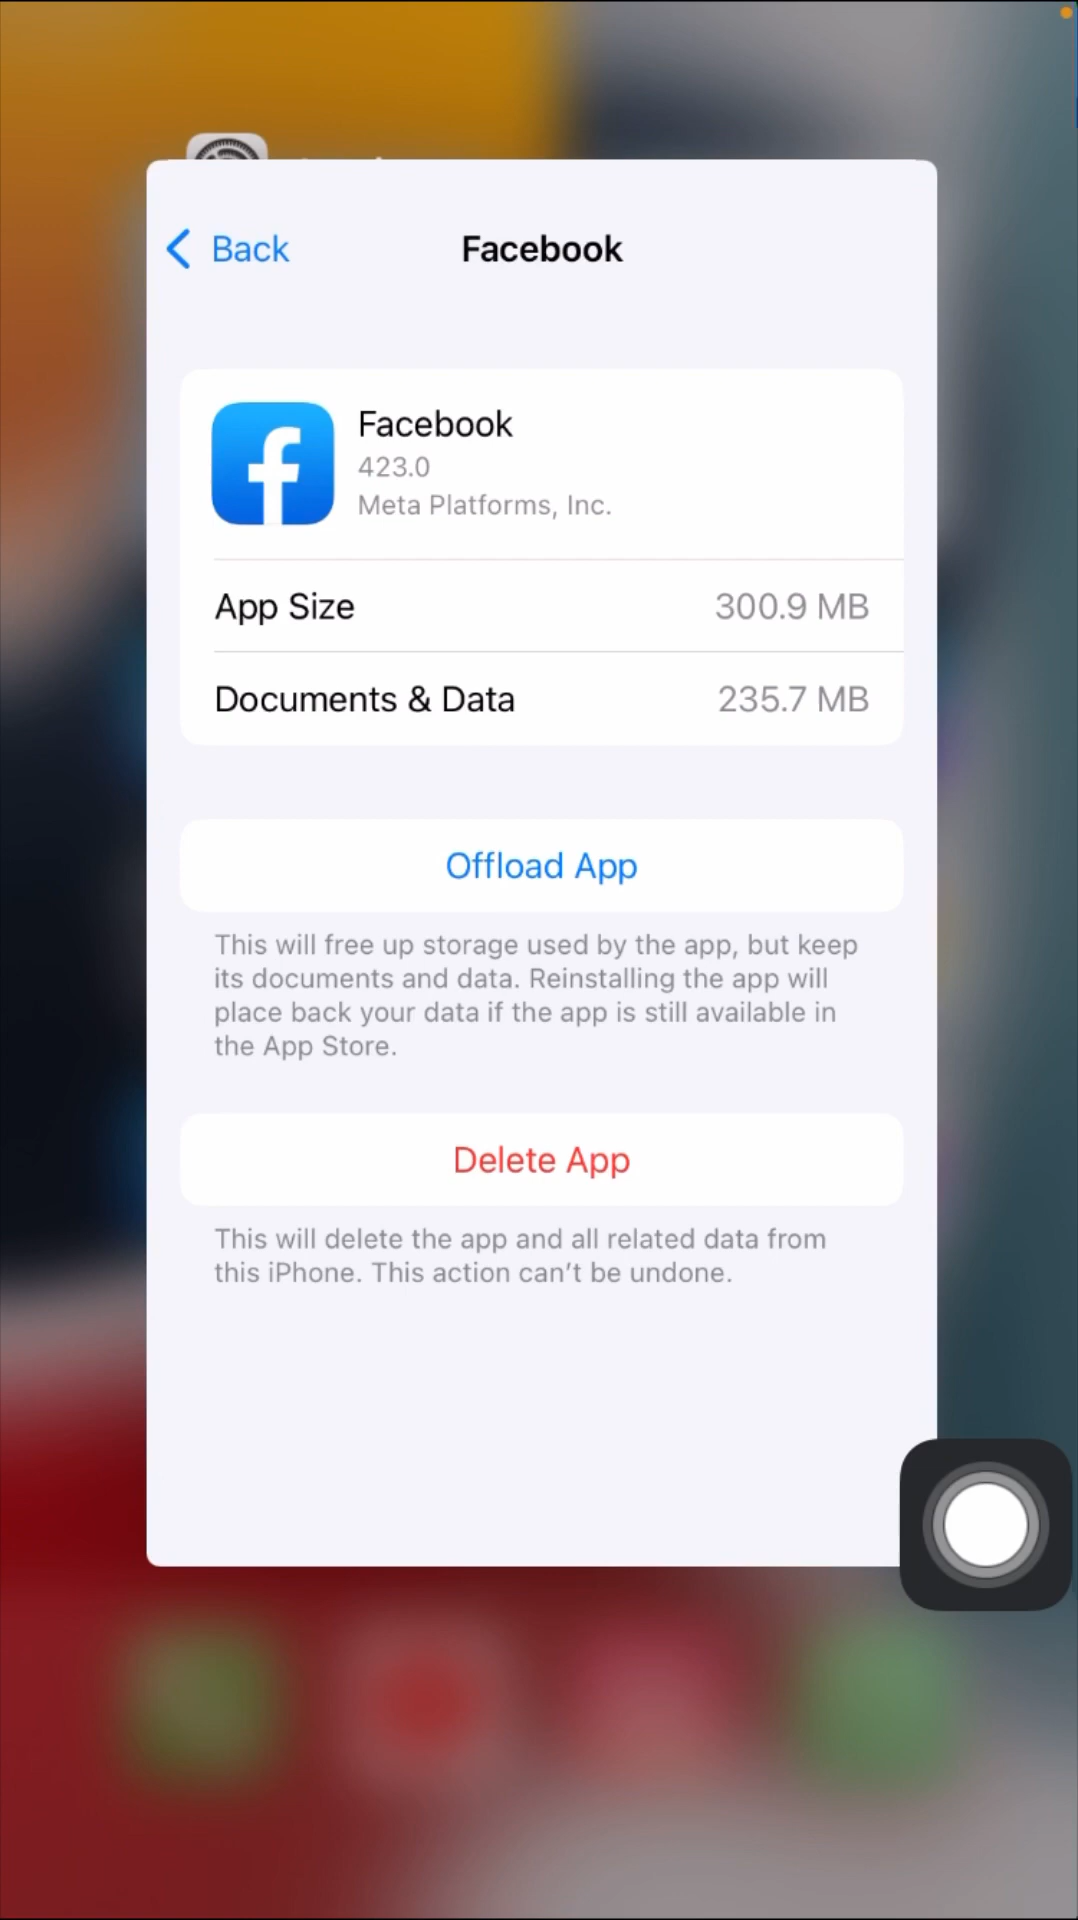 Back
Facebook
Facebook
423.0
Meta Platforms, Inc.
App Size 300.9 MB
Documents & Data 235.7 MB
Offload App
This will free up storage used by the app, but keep
its documents and data. Reinstalling the app will
place back your data if the app is still available in
the App Store.
Delete App
This will delete the app and all related data from
this iPhone. This action can't be undone.